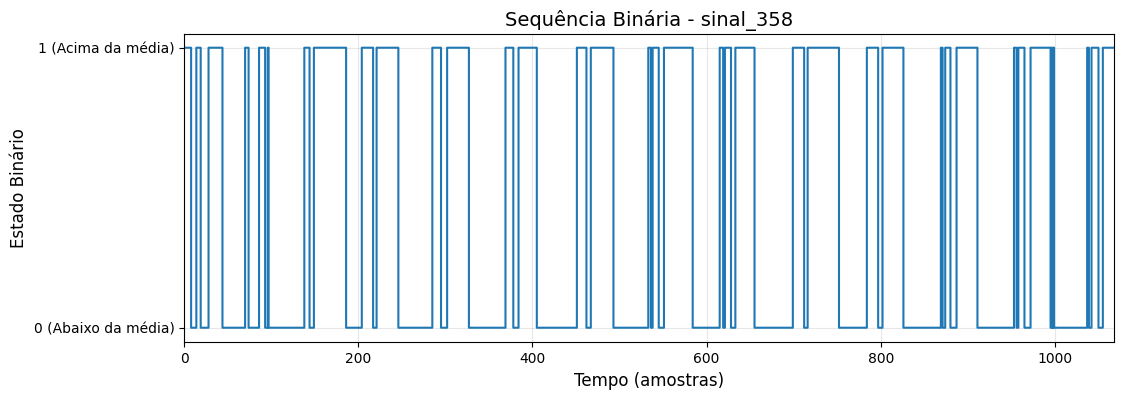 Sequência Binária - sinal_358
1 (Acima da média)
Estado Binário
0 (Abaixo da média)
0 200 400 600 800 1000
Tempo (amostras)